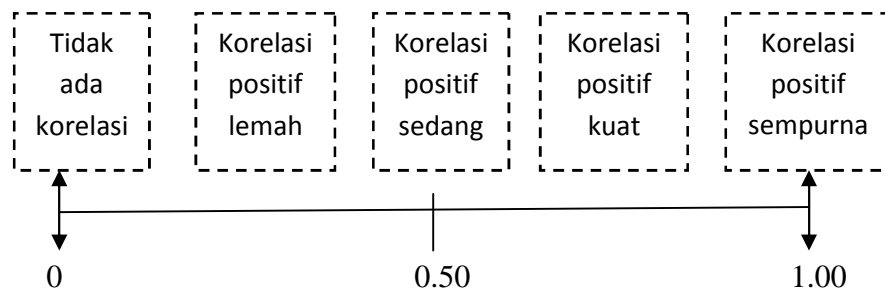 Tidak
ada
korelasi
Korelasi
positif
lemah
Korelasi
positif
sedang
Korelasi
positif
kuat
Korelasi
positif
sempurna
0
0.50
1.00